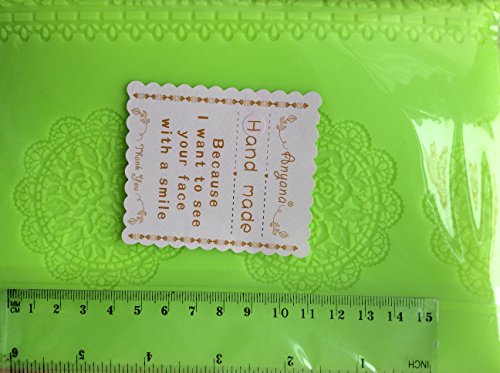 Anyana®
Hand made
Because
I want to see
your face
with a smile
Thank You
MM
CM
1 2 3 4 5 6 7 8 9 10 11 12 13 14 15
6 5 4 3 2 1 INCH